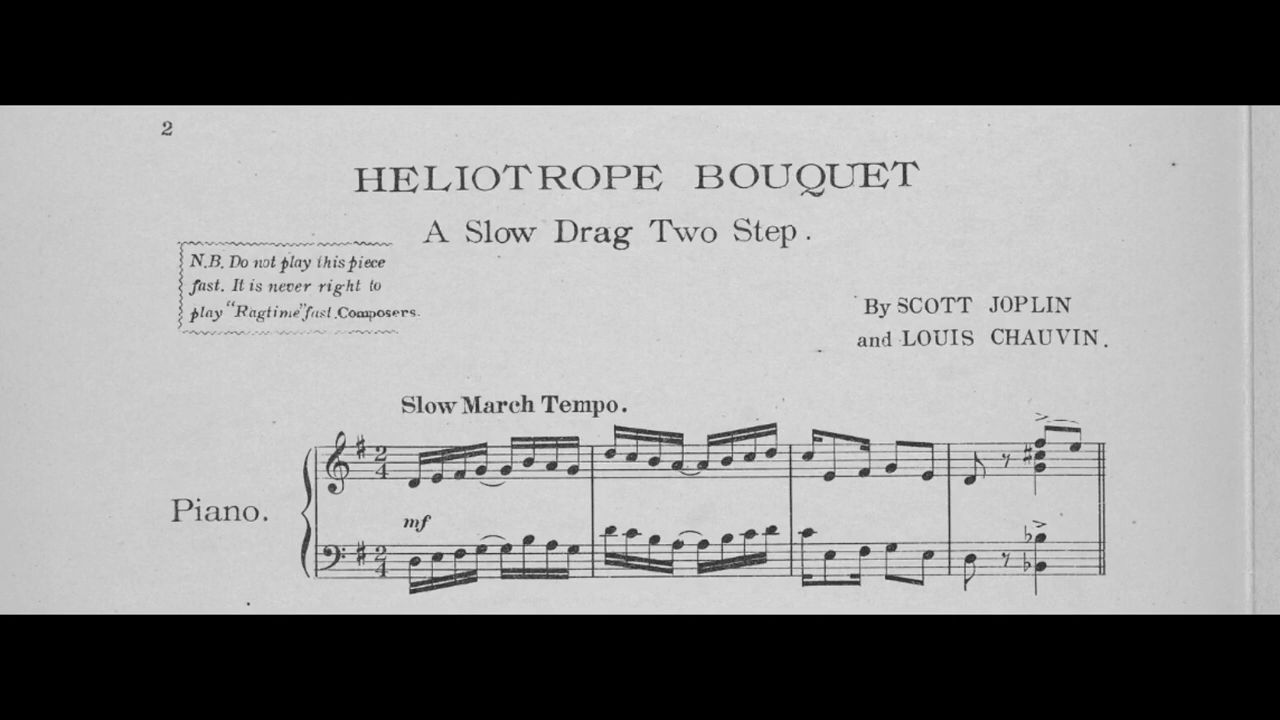 2
HELIOTROPE BOUQUET
A Slow Drag Two Step.
N.B. Do not play this piece
fast. It is never right to
play "Ragtime" fast. Composers.
By SCOTT JOPLIN
and LOUIS CHAUVIN.
Slow March Tempo.
Piano.
mf